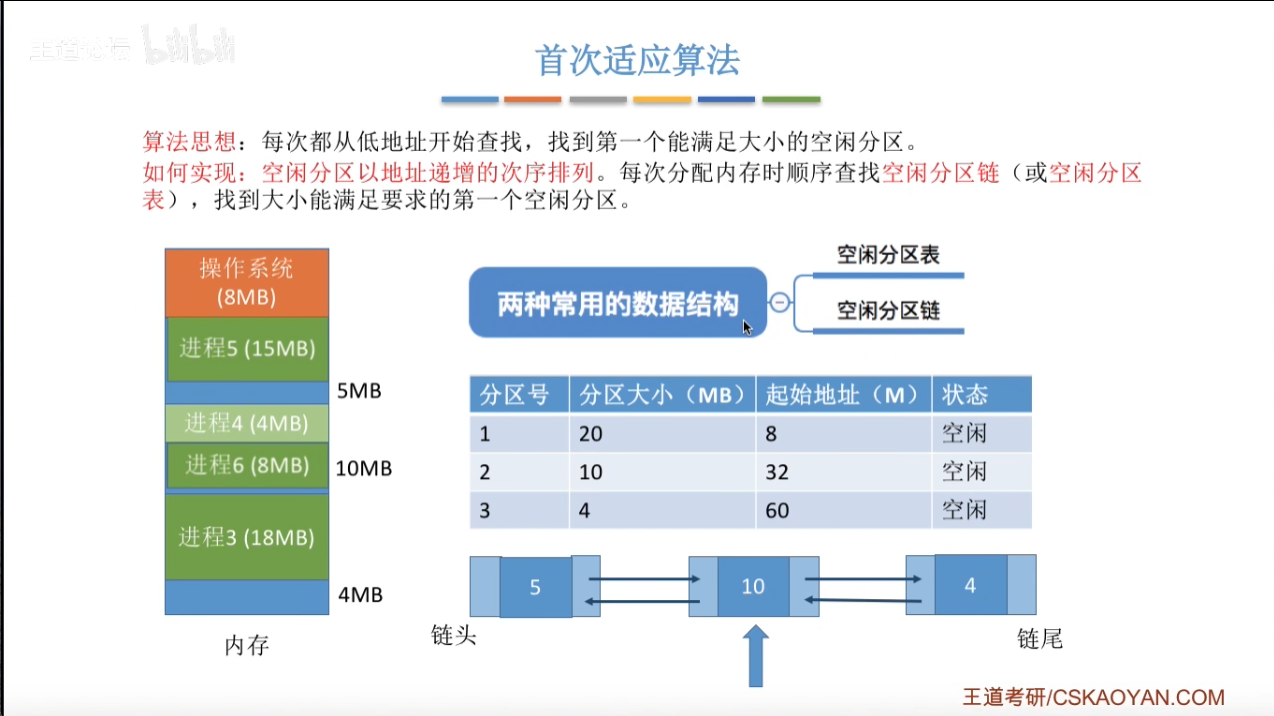 王道论坛 bilibili
首次适应算法
算法思想：每次都从低地址开始查找，找到第一个能满足大小的空闲分区。
如何实现：空闲分区以地址递增的次序排列。每次分配内存时顺序查找空闲分区链（或空闲分区
表），找到大小能满足要求的第一个空闲分区。
操作系统
(8MB)
进程5 (15MB)
5MB
进程4 (4MB)
进程6 (8MB)
10MB
进程3 (18MB)
4MB
内存
两种常用的数据结构
空闲分区表
空闲分区链
分区号 分区大小（MB） 起始地址（M） 状态
1 20 8 空闲
2 10 32 空闲
3 4 60 空闲
5 10 4
链头
链尾
王道考研/CSKAOYAN.COM